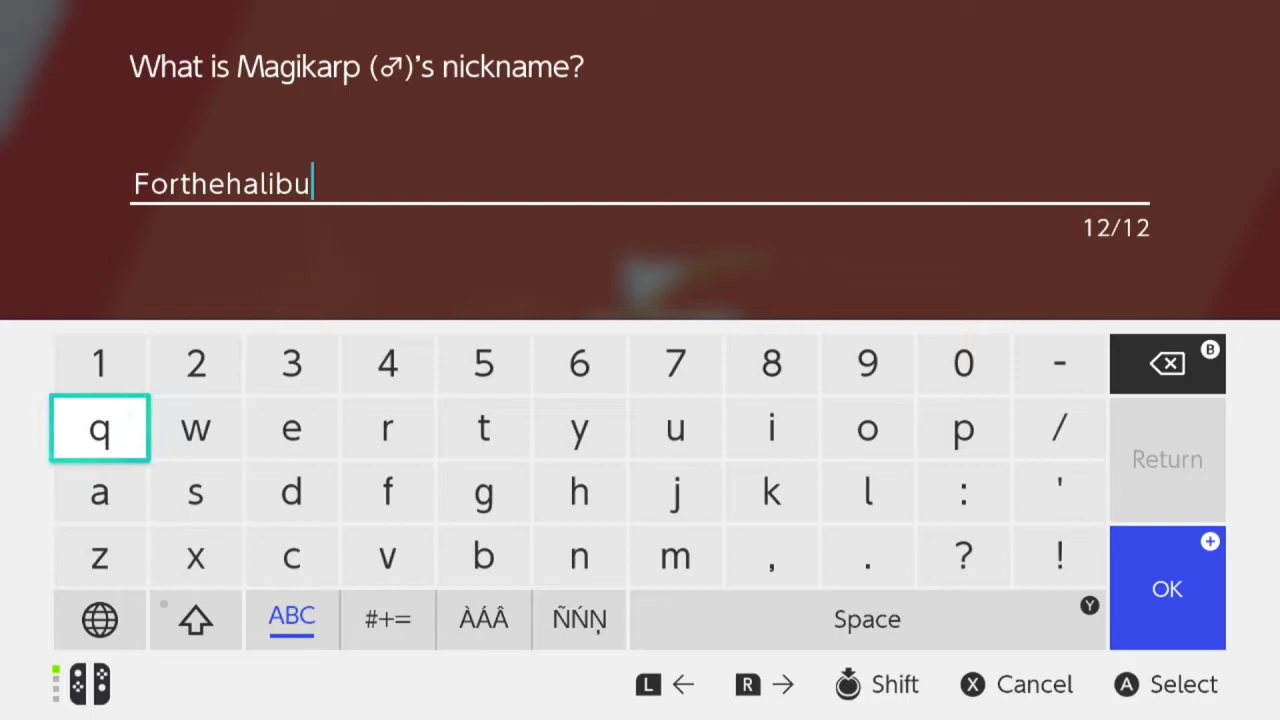 What is Magikarp (♂)'s nickname?
Forthehalibu
12/12
1 2 3 4 5 6 7 8 9 0 - B
q w e r t y u i o p / Return
a s d f g h j k l : '
z x c v b n m , . ? ! + OK
ABC #+= ÀÁÂ ÑŃŅ Space Y
L ← R → Shift X Cancel A Select